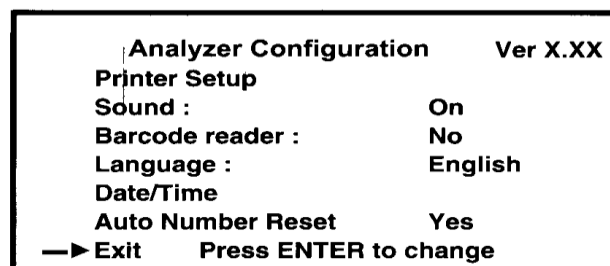 Analyzer Configuration Ver X.XX
Printer Setup
Sound : On
Barcode reader : No
Language : English
Date/Time
Auto Number Reset Yes
Exit Press ENTER to change